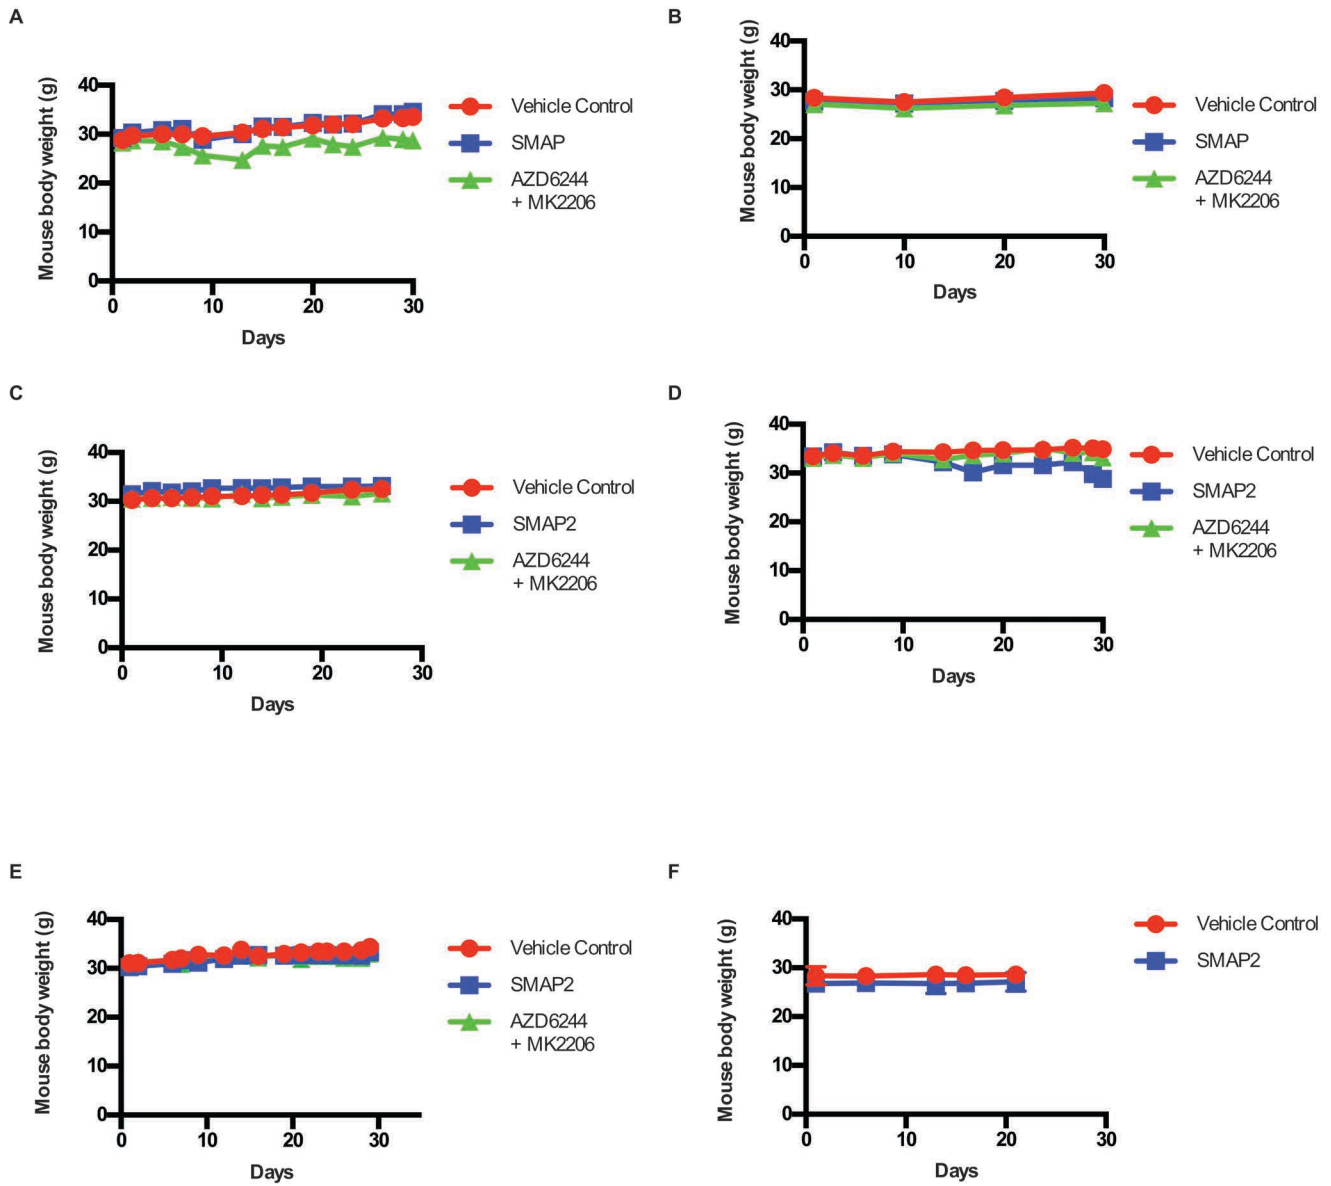 A
Mouse body weight (g)
40
30
20
10
0
0 10 20 30
Days
Vehicle Control
SMAP
AZD6244
+ MK2206
B
Mouse body weight (g)
40
30
20
10
0
0 10 20 30
Days
Vehicle Control
SMAP
AZD6244
+ MK2206
C
Mouse body weight (g)
40
30
20
10
0
0 10 20 30
Days
Vehicle Control
SMAP2
AZD6244
+ MK2206
D
Mouse body weight (g)
40
30
20
10
0
0 10 20 30
Days
Vehicle Control
SMAP2
AZD6244
+ MK2206
E
Mouse body weight (g)
40
30
20
10
0
0 10 20 30
Days
Vehicle Control
SMAP2
AZD6244
+ MK2206
F
Mouse body weight (g)
40
30
20
10
0
0 10 20 30
Days
Vehicle Control
SMAP2